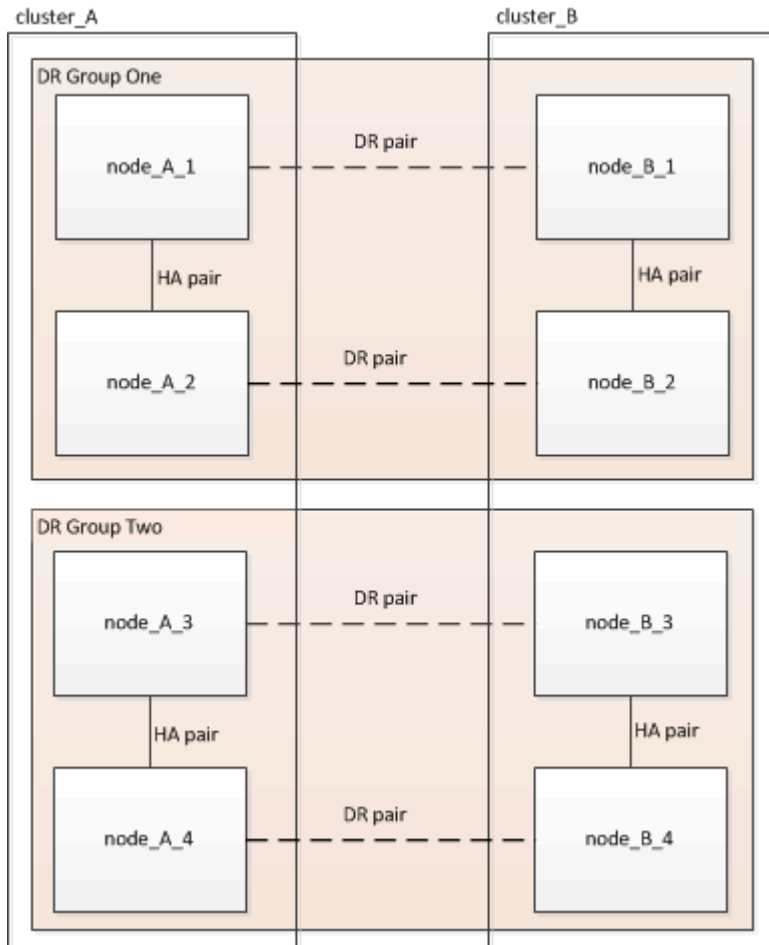 cluster_A
cluster_B
DR Group One
node_A_1
DR pair
node_B_1
HA pair
HA pair
node_A_2
DR pair
node_B_2
DR Group Two
node_A_3
DR pair
node_B_3
HA pair
HA pair
node_A_4
DR pair
node_B_4